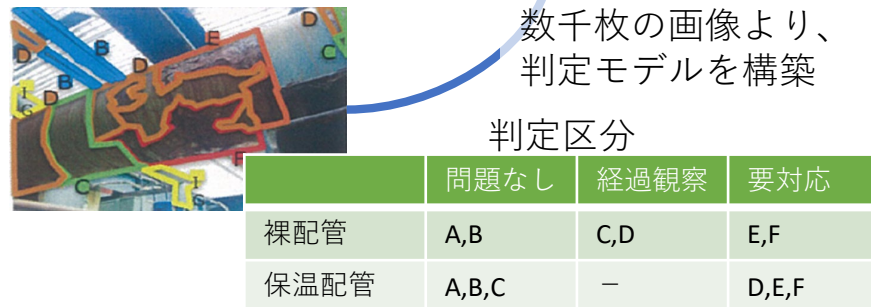 数千枚の画像より、
判定モデルを構築
D
B
E
D
C
D
B
D
I
S
C
I
判定区分
問題なし 経過観察 要対応
裸配管 A,B C,D E,F
保温配管 A,B,C － D,E,F